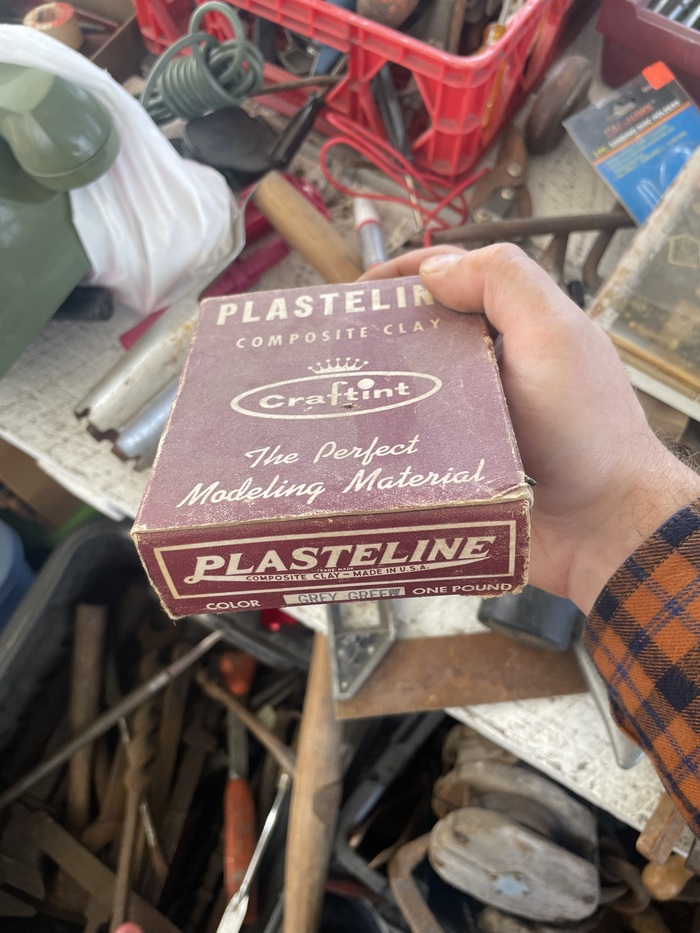 PLASTELIN
COMPOSITE CLAY
Craftint
The Perfect
Modeling Material
PLASTELINE
TRADE MARK
COMPOSITE CLAY - MADE IN U.S.A.
COLOR GREY GREEN ONE POUND